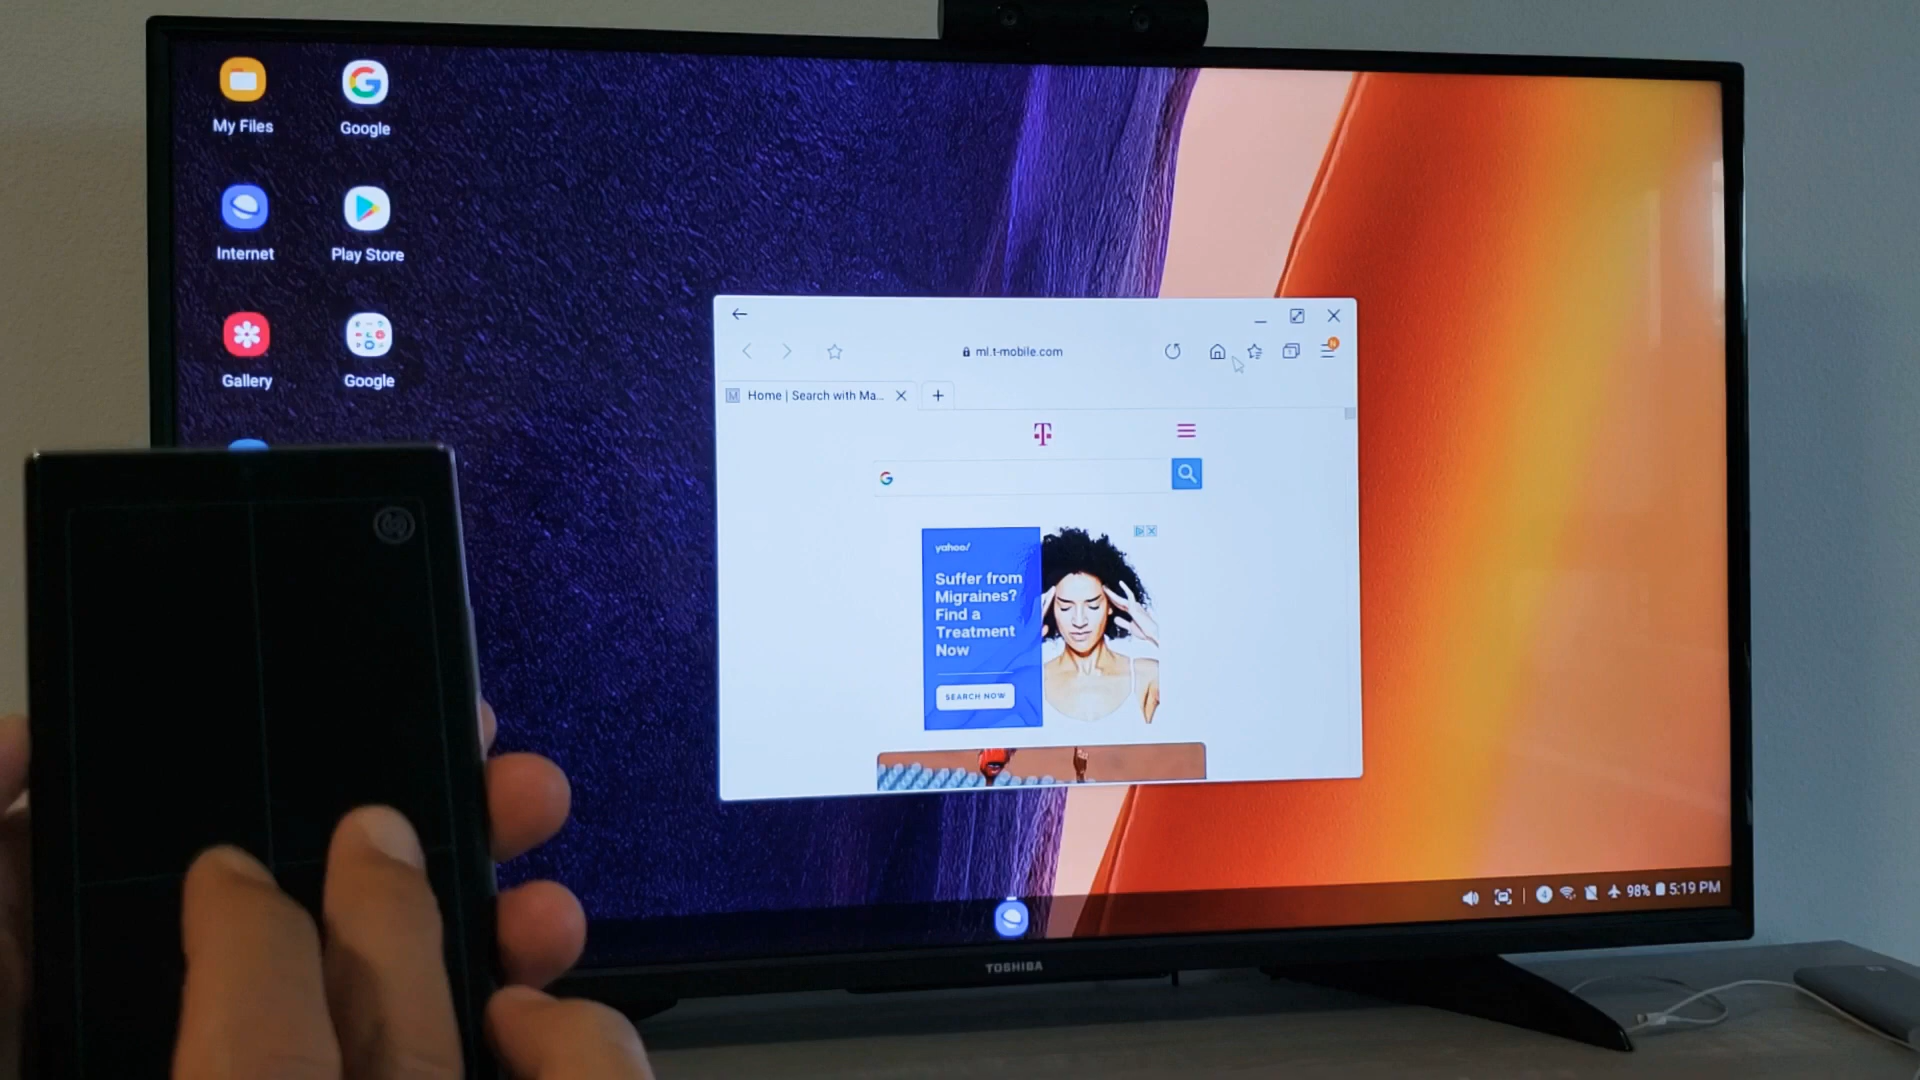 My Files
Google
Internet
Play Store
Gallery
Google
ml.t-mobile.com
N
M
Home | Search with Ma...
T
G
yahoo/
Suffer from
Migraines?
Find a
Treatment
Now
SEARCH NOW
4
98%
5:19 PM
TOSHIBA